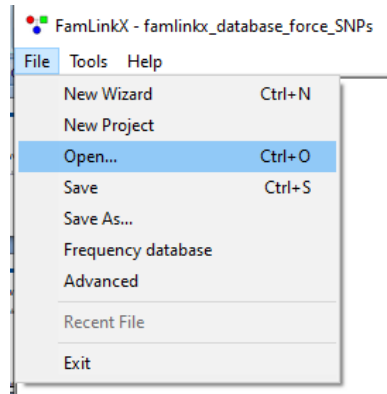 FamLinkX - famlinkx_database_force_SNPs
File Tools Help
New Wizard Ctrl+N
New Project
Open... Ctrl+O
Save Ctrl+S
Save As...
Frequency database
Advanced
Recent File
Exit